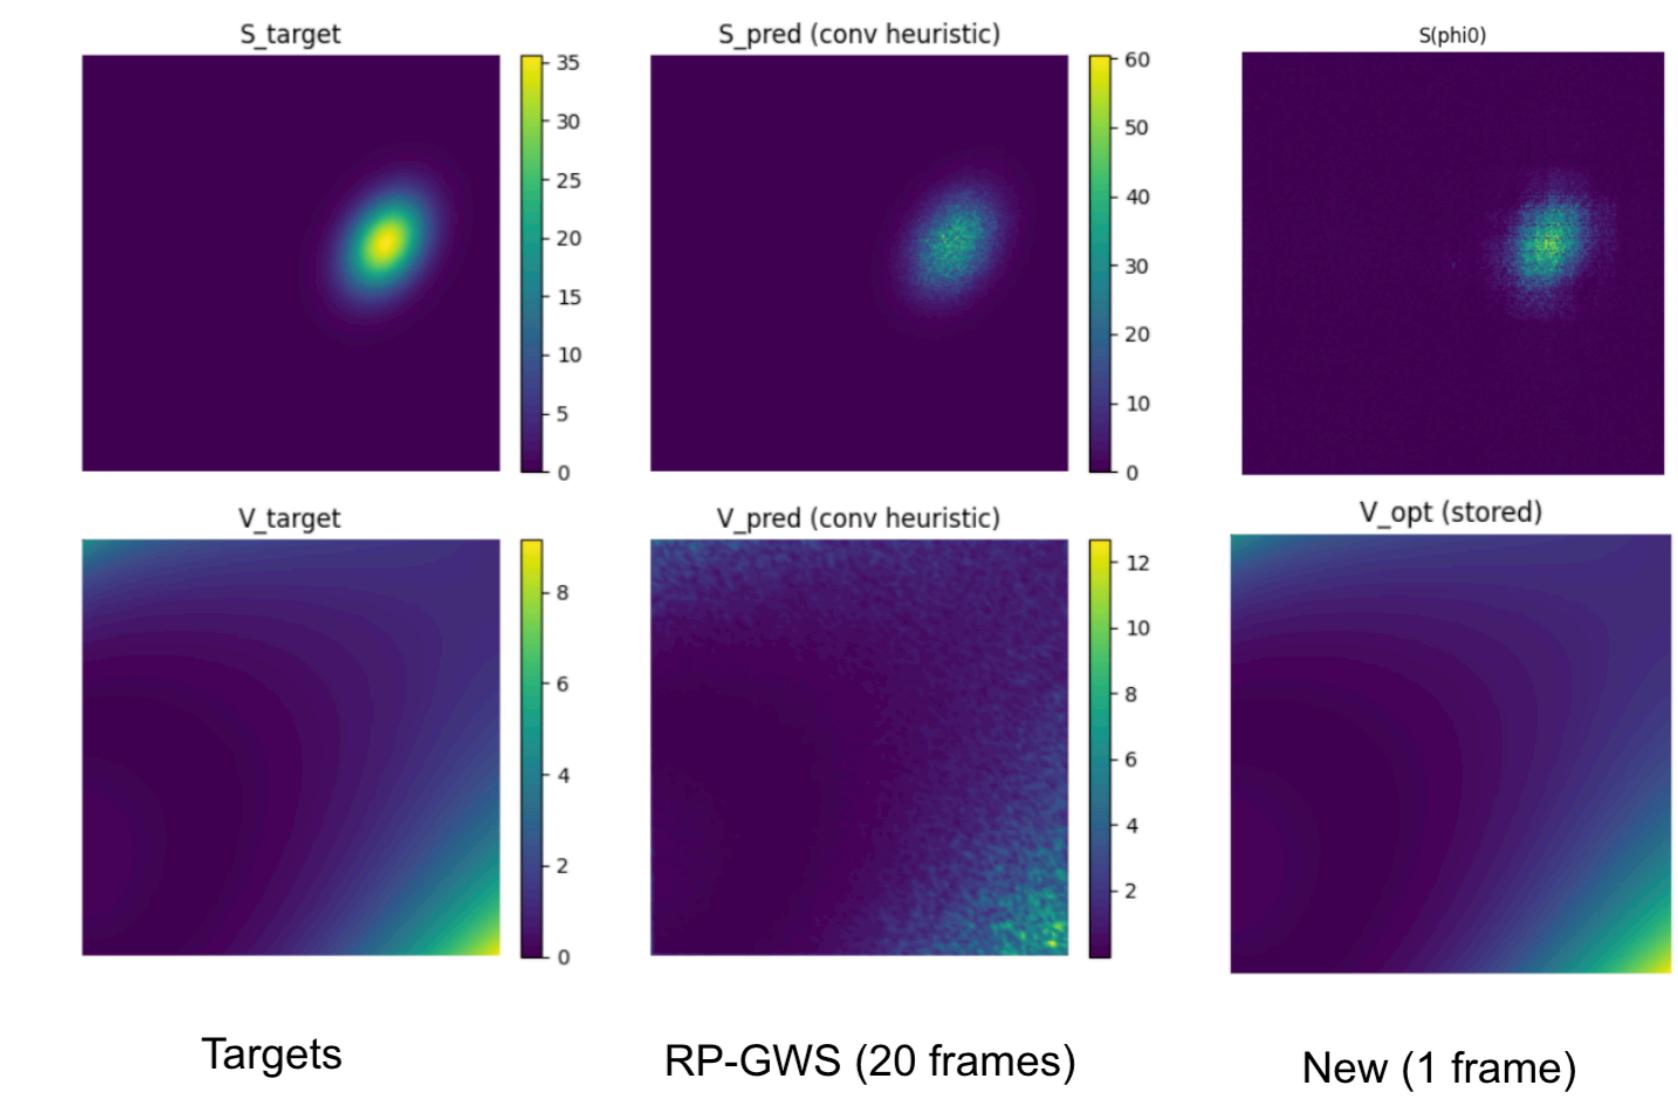 S_target
35
30
25
20
15
10
5
0
S_pred (conv heuristic)
60
50
40
30
20
10
0
S(phi0)
V_target
8
6
4
2
0
V_pred (conv heuristic)
12
10
8
6
4
2
V_opt (stored)
Targets
RP-GWS (20 frames)
New (1 frame)